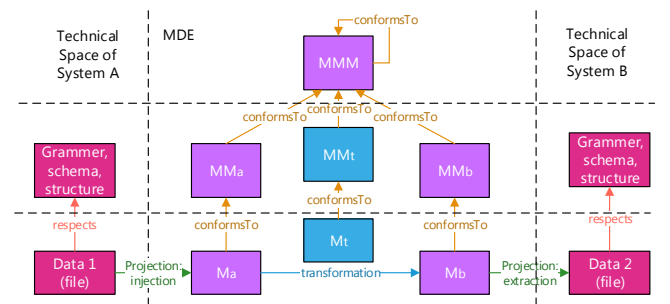 Technical
Space of
System A
MDE
Technical
Space of
System B
conformsTo
MMM
conformsTo
conformsTo
conformsTo
Grammer,
schema,
structure
MMa
MMt
MMb
Grammer,
schema,
structure
respects
conformsTo
conformsTo
conformsTo
respects
Data 1
(file)
Projection:
injection
Ma
Mt
transformation
Mb
Projection:
extraction
Data 2
(file)